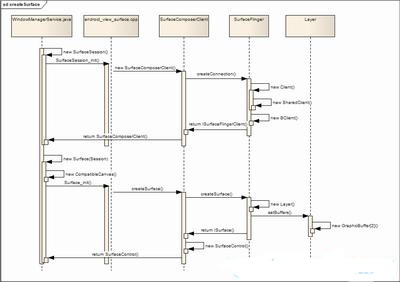 sd createSurface
WindowManagerService.java
android_view_surface.cpp
SurfaceComposerClient
SurfaceFlinger
Layer
new SurfaceSession()
SurfaceSession_init()
new SurfaceComposerClient()
createConnection()
new Client()
new SharedClient()
new BClient()
return ISurfaceFlingerClient()
return SurfaceComposerClient()
new Surface(Session)
new CompatibleCanvas()
Surface_init()
createSurface()
createSurface()
new Layer()
setBuffers()
new GraphicBuffer[2]()
return ISurface()
new SurfaceControl()
return SurfaceControl()